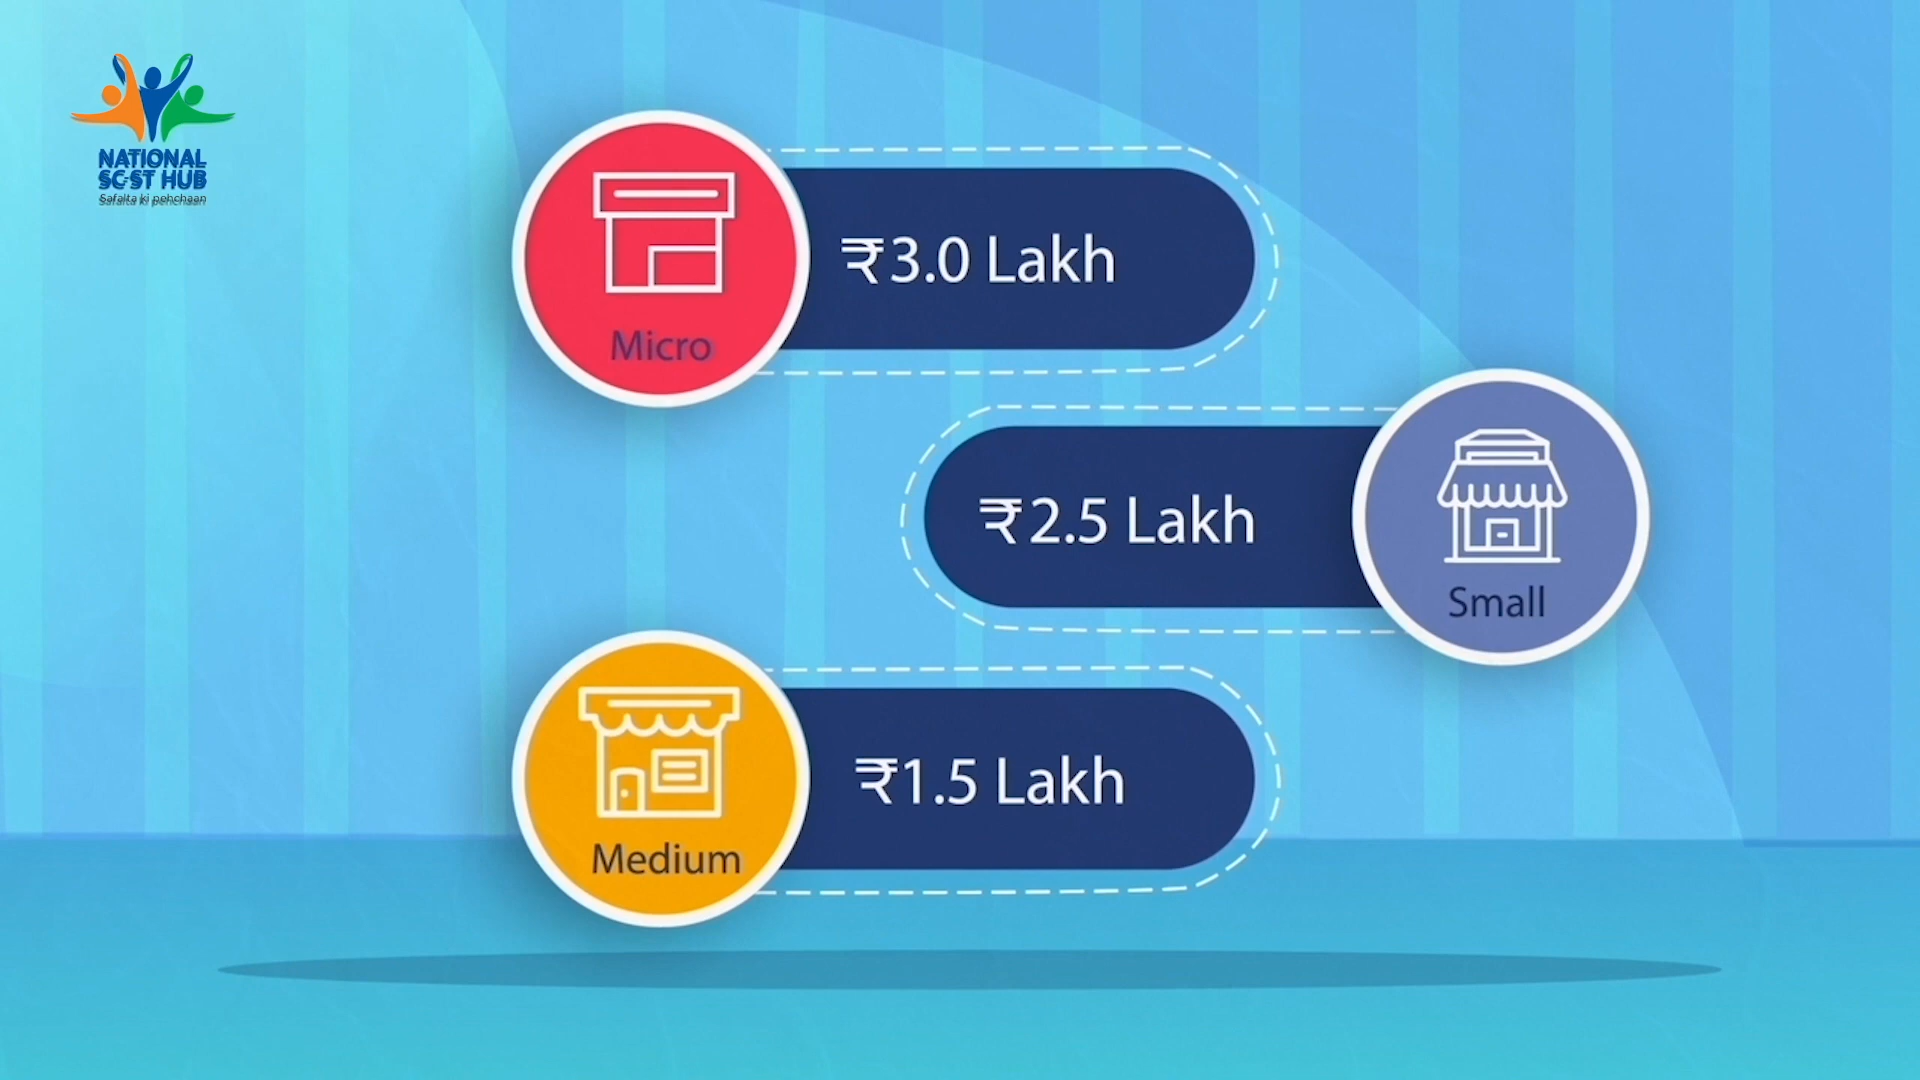 NATIONAL
SC-ST HUB
Safalta ki pehchaan
₹3.0 Lakh
Micro
₹2.5 Lakh
Small
₹1.5 Lakh
Medium